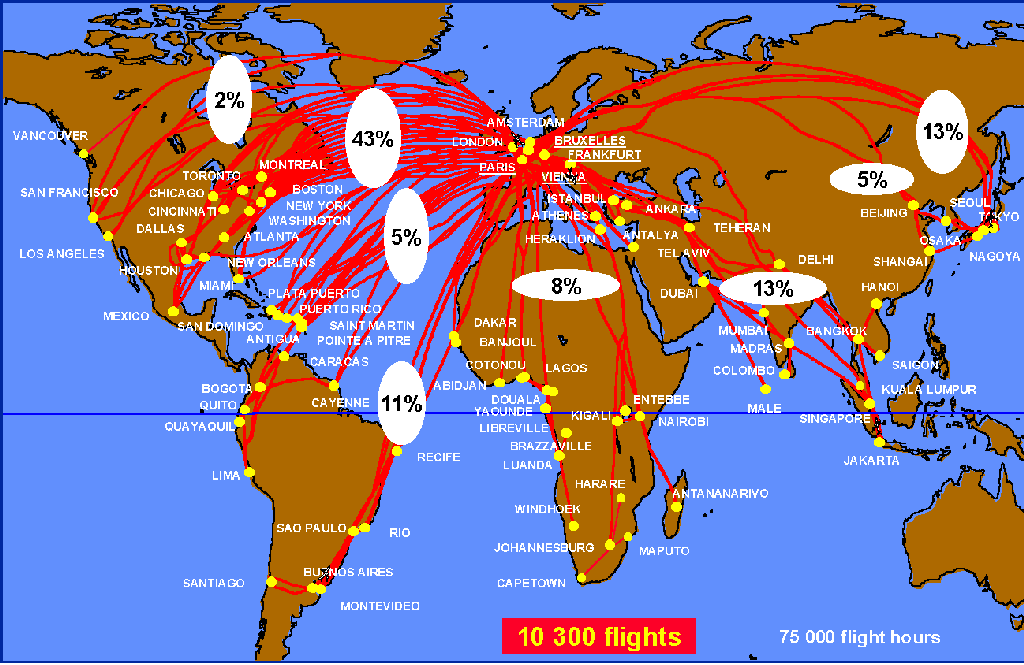 2%
43%
13%
5%
5%
8%
13%
11%
VANCOUVER
SAN FRANCISCO
LOS ANGELES
MONTREAL
TORONTO
CHICAGO
BOSTON
CINCINNATI
NEW YORK
WASHINGTON
DALLAS
ATLANTA
HOUSTON
NEW ORLEANS
MIAMI
MEXICO
PLATA PUERTO
PUERTO RICO
SAN DOMINGO
SAINT MARTIN
ANTIGUA
POINTE A PITRE
CARACAS
BOGOTA
CAYENNE
QUITO
QUAYAQUIL
LIMA
RECIFE
SAO PAULO
RIO
BUENOS AIRES
SANTIAGO
MONTEVIDEO
AMSTERDAM
LONDON
BRUXELLES
FRANKFURT
PARIS
VIENNA
ISTANBUL
ANKARA
ATHENES
HERAKLION
ANTALYA
TEL AVIV
TEHERAN
DUBAI
DELHI
MUMBAI
MADRAS
COLOMBO
MALE
BANGKOK
HANOI
SAIGON
KUALA LUMPUR
SINGAPORE
JAKARTA
BEIJING
SEOUL
TOKYO
OSAKA
NAGOYA
SHANGAI
DAKAR
BANJOUL
COTONOU
ABIDJAN
LAGOS
DOUALA
YAOUNDE
LIBREVILLE
BRAZZAVILLE
LUANDA
KIGALI
ENTEBBE
NAIROBI
HARARE
ANTANANARIVO
WINDHOEK
JOHANNESBURG
MAPUTO
CAPETOWN
10 300 flights
75 000 flight hours